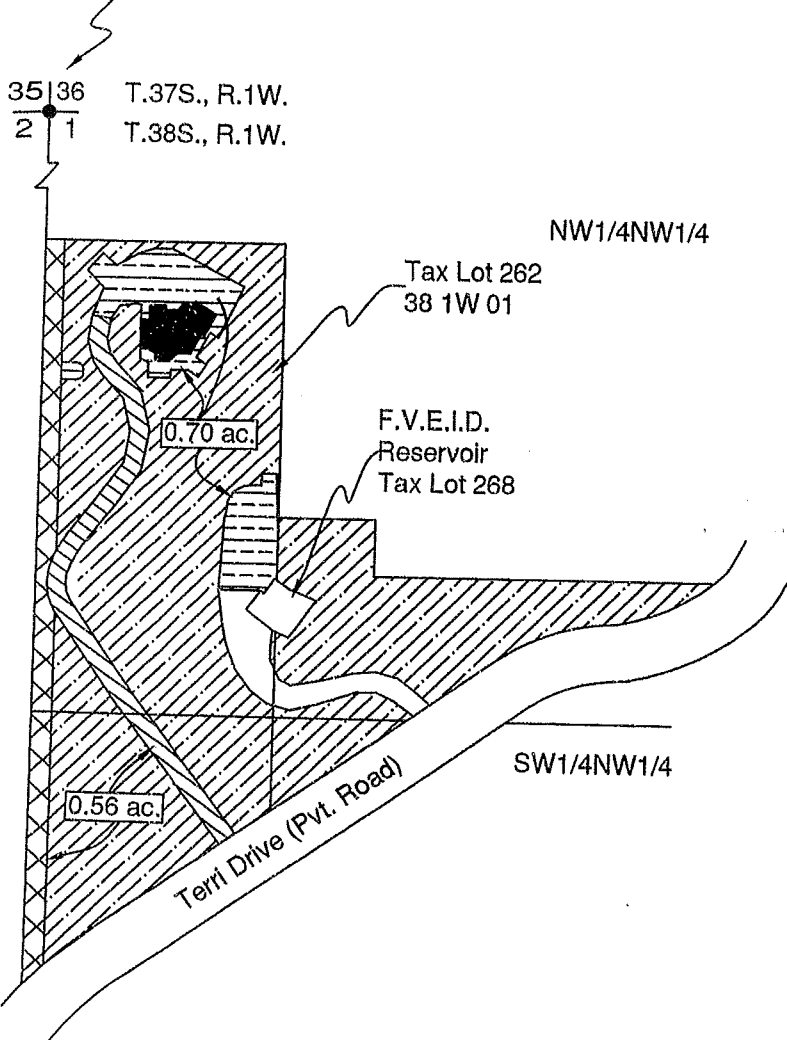 35 36 T.37S., R.1W.
2 1 T.38S., R.1W.
NW1/4NW1/4
Tax Lot 262
38 1W 01
F.V.E.I.D.
Reservoir
Tax Lot 268
0.70 ac.
SW1/4NW1/4
0.56 ac.
Terri Drive (Pvt. Road)